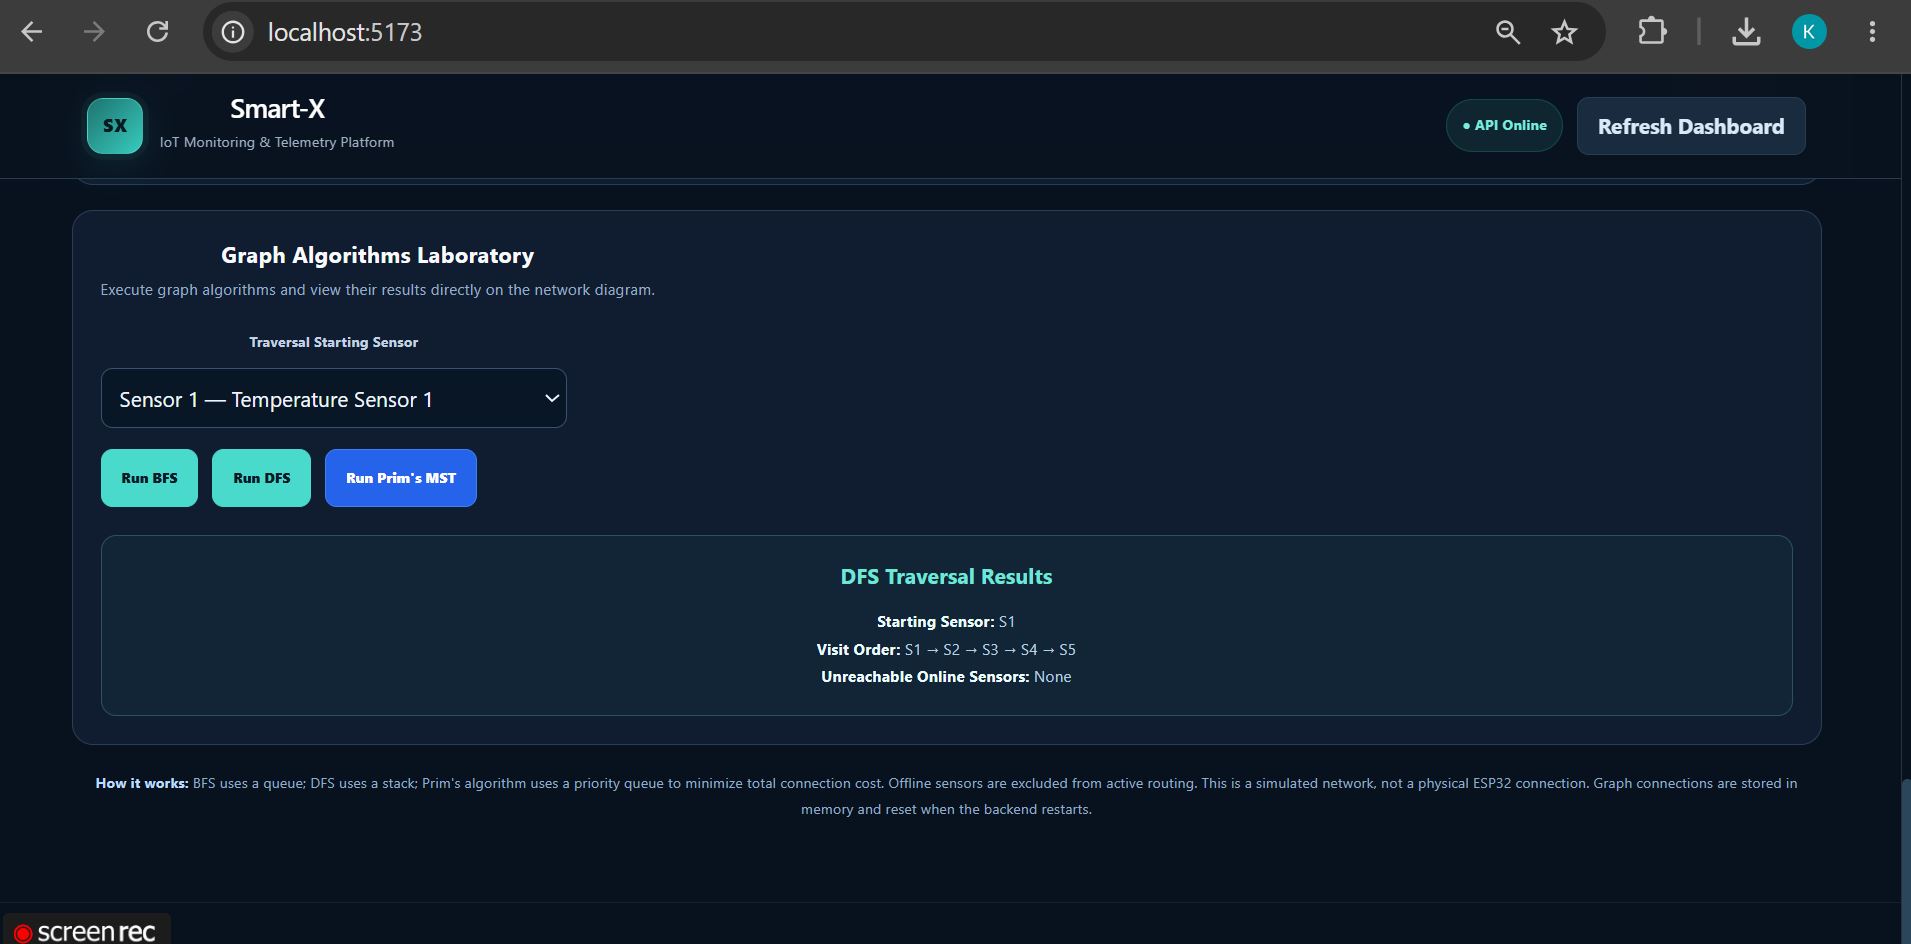 localhost:5173
K
SX
Smart-X
IoT Monitoring & Telemetry Platform
• API Online
Refresh Dashboard
Graph Algorithms Laboratory
Execute graph algorithms and view their results directly on the network diagram.
Traversal Starting Sensor
Sensor 1 — Temperature Sensor 1
Run BFS
Run DFS
Run Prim's MST
DFS Traversal Results
Starting Sensor: S1
Visit Order: S1 → S2 → S3 → S4 → S5
Unreachable Online Sensors: None
How it works: BFS uses a queue; DFS uses a stack; Prim's algorithm uses a priority queue to minimize total connection cost. Offline sensors are excluded from active routing. This is a simulated network, not a physical ESP32 connection. Graph connections are stored in
memory and reset when the backend restarts.
screenrec